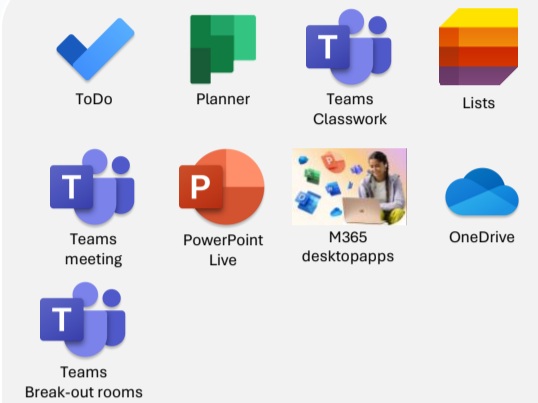 ToDo
Planner
T
Teams
Classwork
Lists
T
Teams
meeting
P
PowerPoint
Live
M365
desktopapps
OneDrive
T
Teams
Break-out rooms